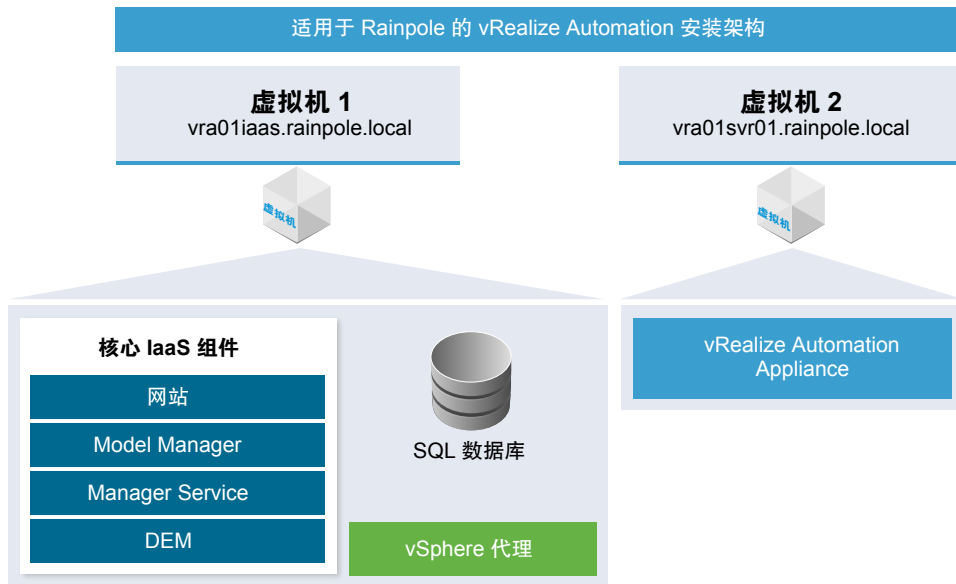 适用于 Rainpole 的 vRealize Automation 安装架构
虚拟机 1
vra01iaas.rainpole.local
虚拟机 2
vra01svr01.rainpole.local
虚拟机
虚拟机
核心 IaaS 组件
网站
Model Manager
Manager Service
DEM
SQL 数据库
vSphere 代理
vRealize Automation
Appliance